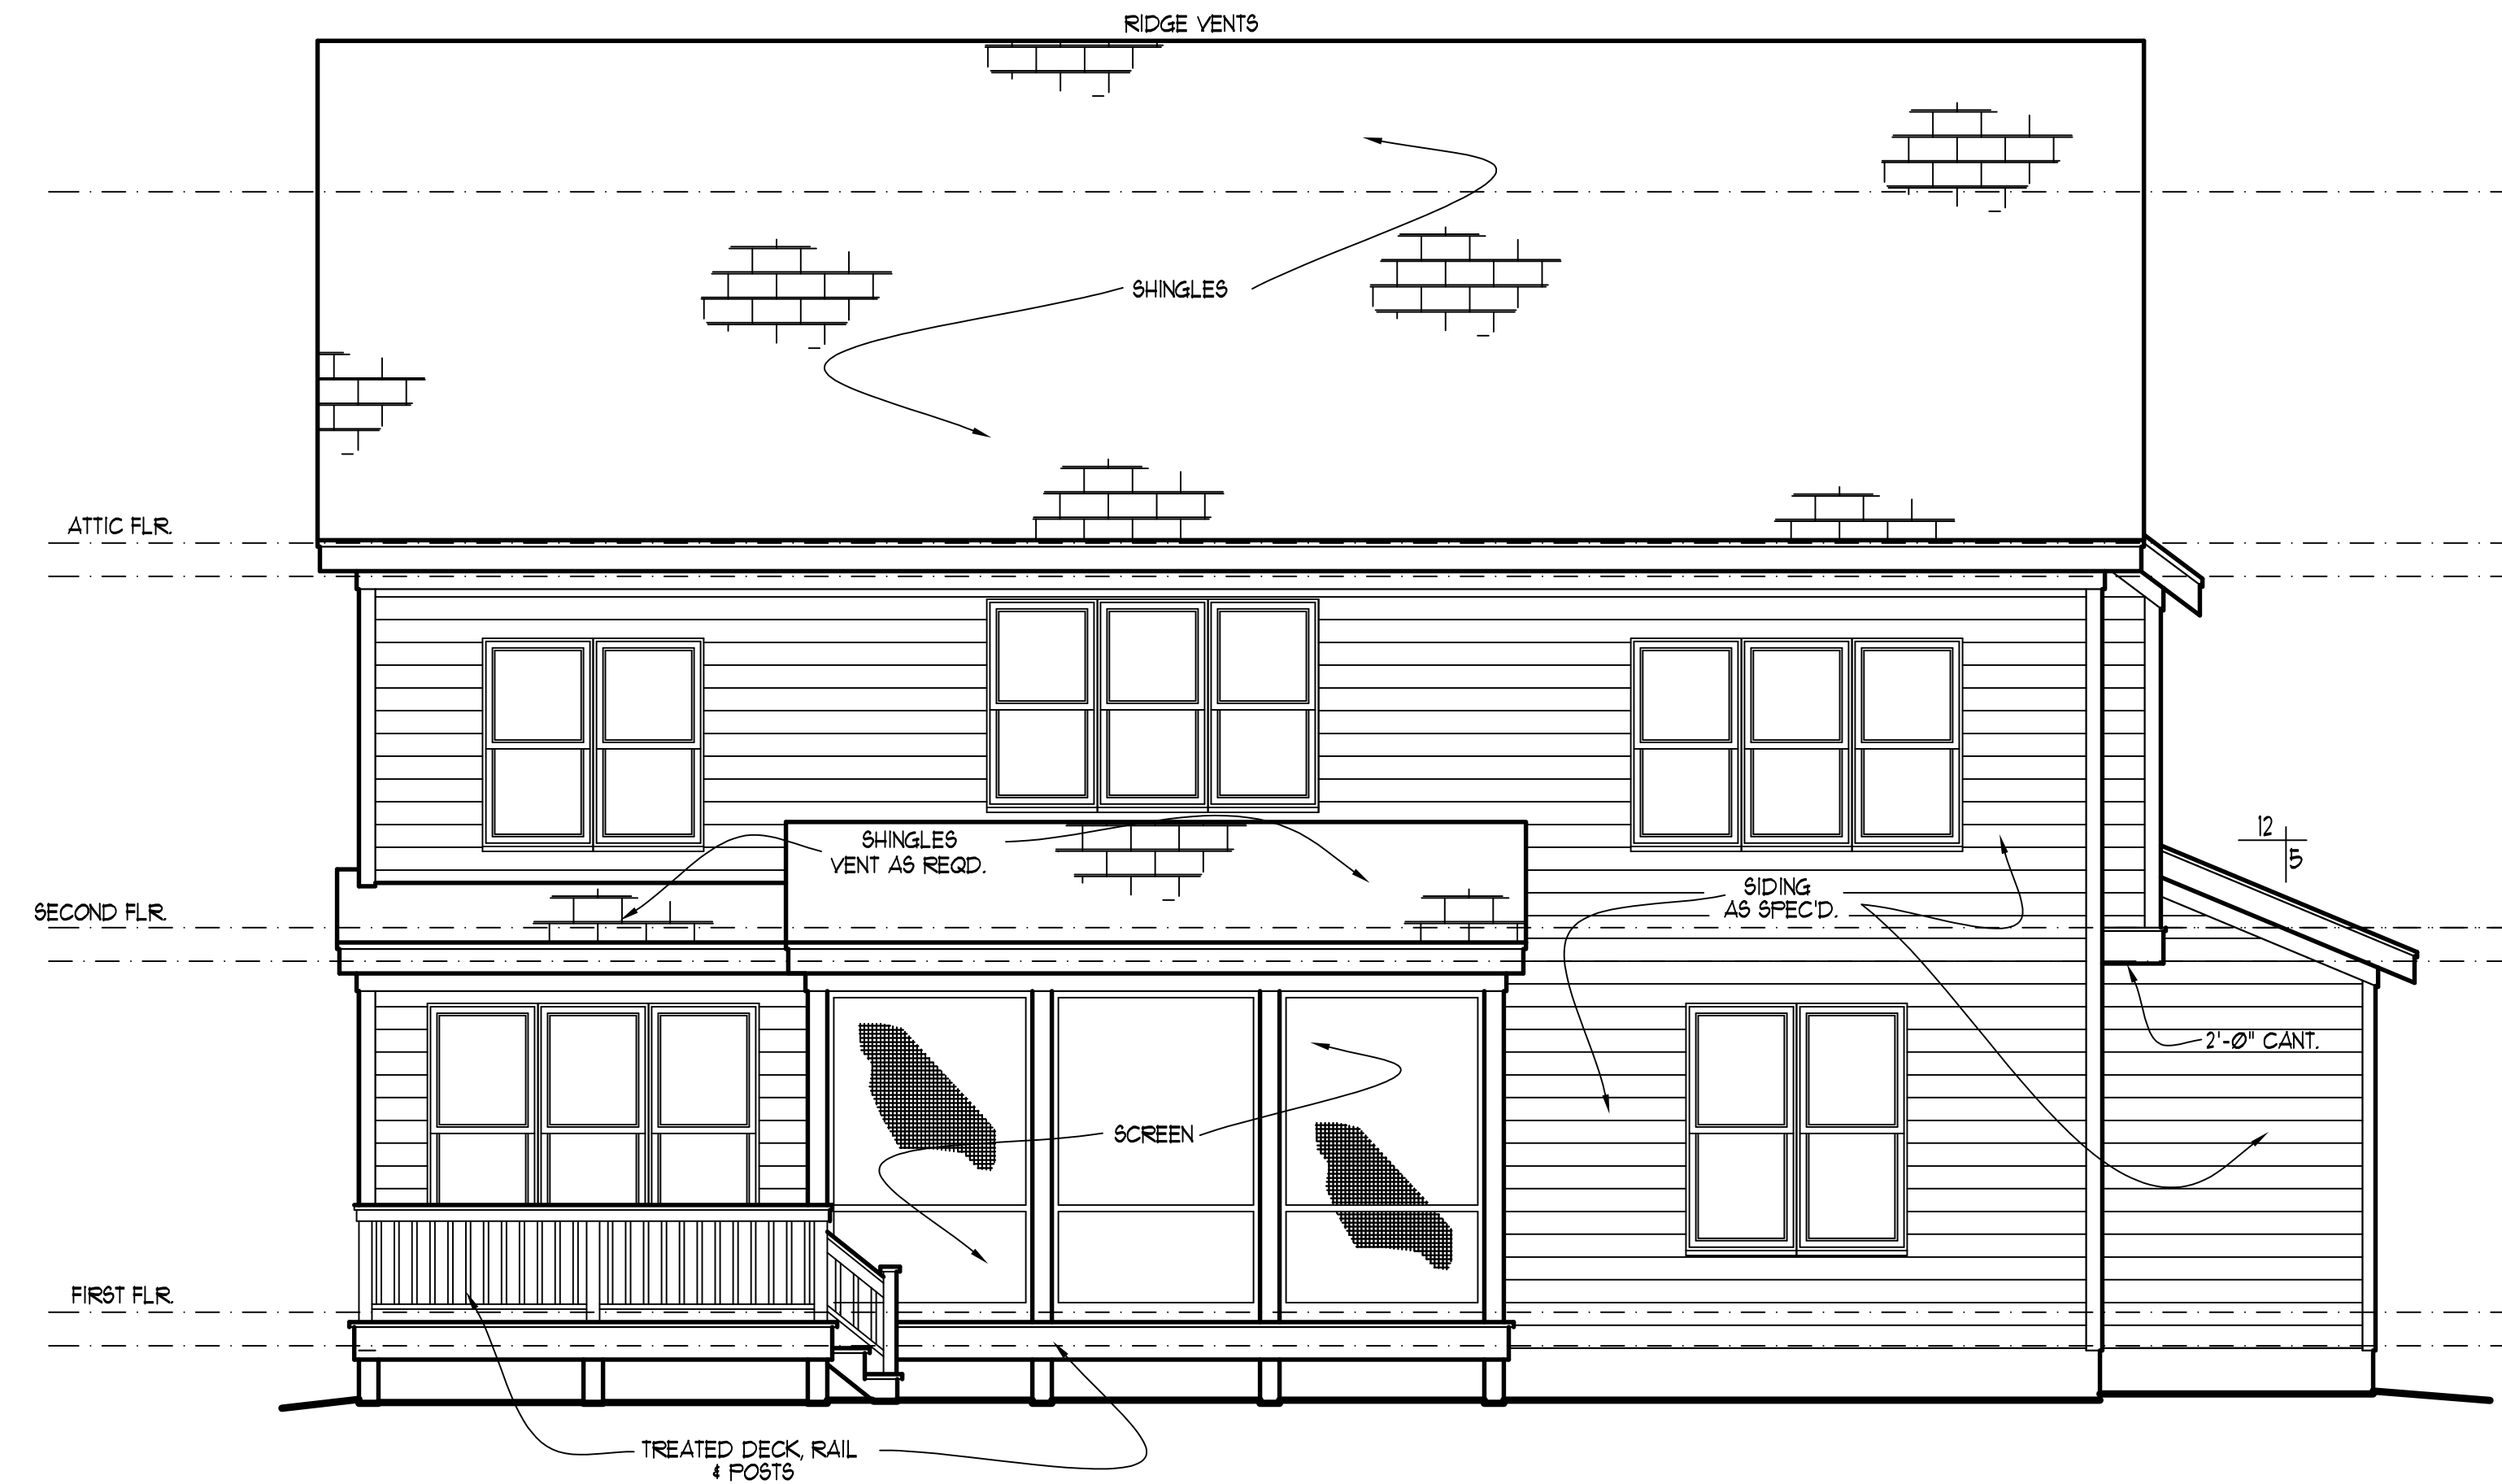 RIDGE VENTS
SHINGLES
ATTIC FLR.
SHINGLES
VENT AS REQD.
12
5
SIDING
AS SPEC'D.
SECOND FLR.
2'-0" CANT.
SCREEN
FIRST FLR.
TREATED DECK, RAIL
& POSTS